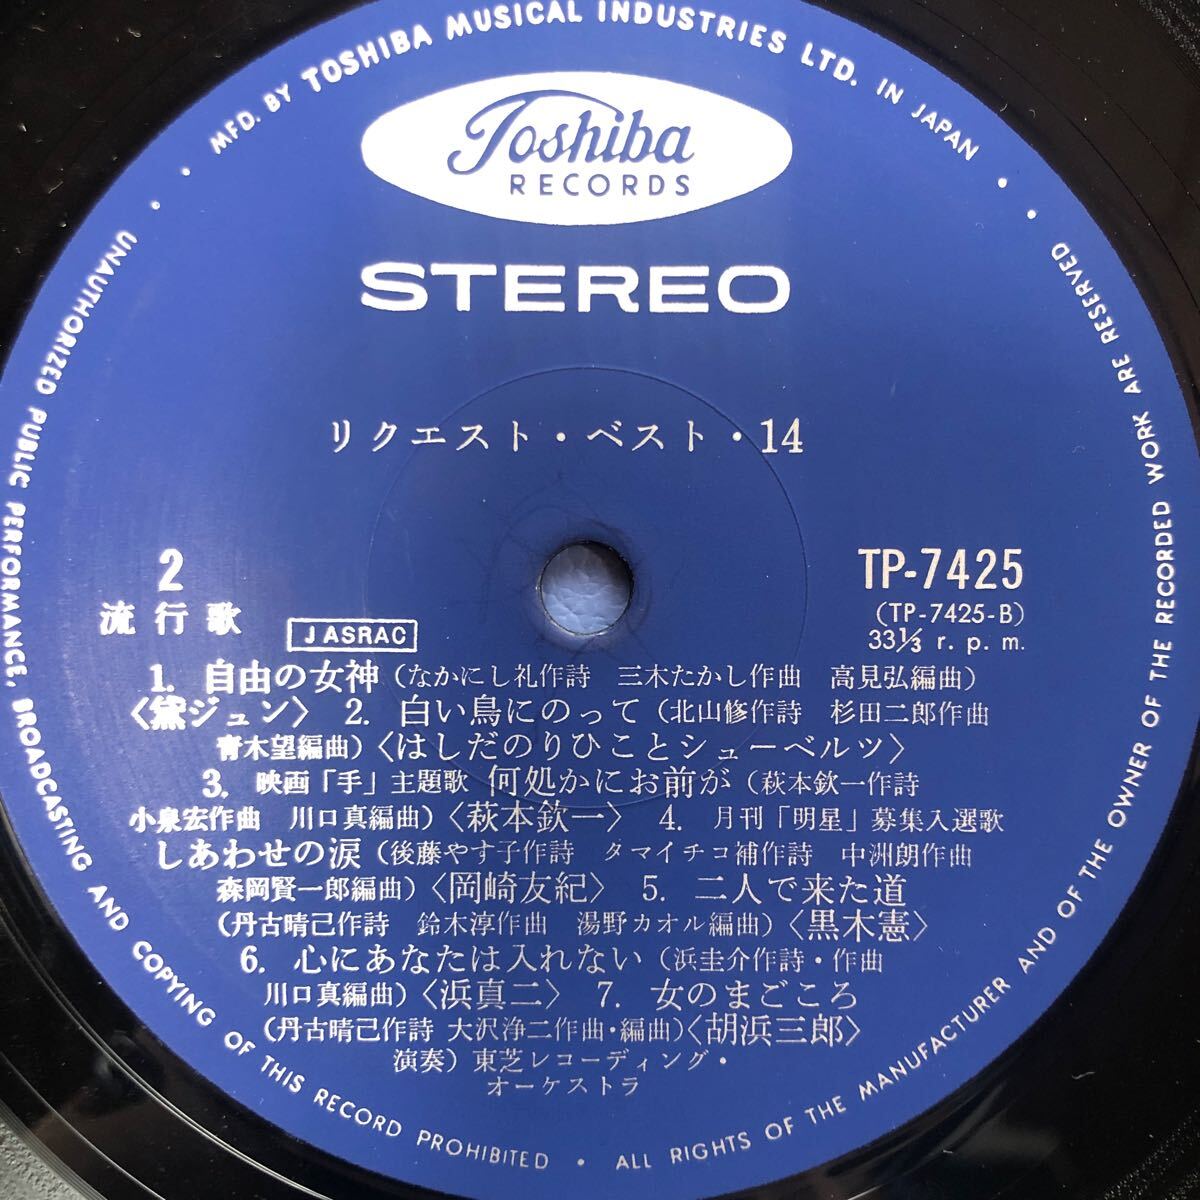 MFD. BY TOSHIBA MUSICAL INDUSTRIES LTD. IN JAPAN
Toshiba
RECORDS
STEREO
リクエスト・ベスト・14
2
流行歌
JASRAC
TP-7425
(TP-7425-B)
33⅓ r.p.m.
1. 自由の女神 (なかにし礼作詩 三木たかし作曲 高見弘編曲)
〈黛ジュン〉 2. 白い鳥にのって (北山修作詩 杉田二郎作曲
青木望編曲) 〈はしだのりひことシューベルツ〉
3. 映画「手」主題歌 何処かにお前が (萩本欽一作詩
小泉宏作曲 川口真編曲) 〈萩本欽一〉 4. 月刊「明星」募集入選歌
しあわせの涙 (後藤やす子作詩 タマイチコ補作詩 中洲朗作曲
森岡賢一郎編曲) 〈岡崎友紀〉 5. 二人で来た道
(丹古晴己作詩 鈴木淳作曲 湯野カオル編曲) 〈黒木憲〉
6. 心にあなたは入れない (浜圭介作詩・作曲
川口真編曲) 〈浜真二〉 7. 女のまごころ
(丹古晴己作詩 大沢浄二作曲・編曲) 〈胡浜三郎〉
演奏) 東芝レコーディング・
オーケストラ
UNAUTHORIZED PUBLIC PERFORMANCE, BROADCASTING AND COPYING OF THIS RECORD PROHIBITED • ALL RIGHTS OF THE MANUFACTURER AND OF THE OWNER OF THE RECORDED WORK ARE RESERVED